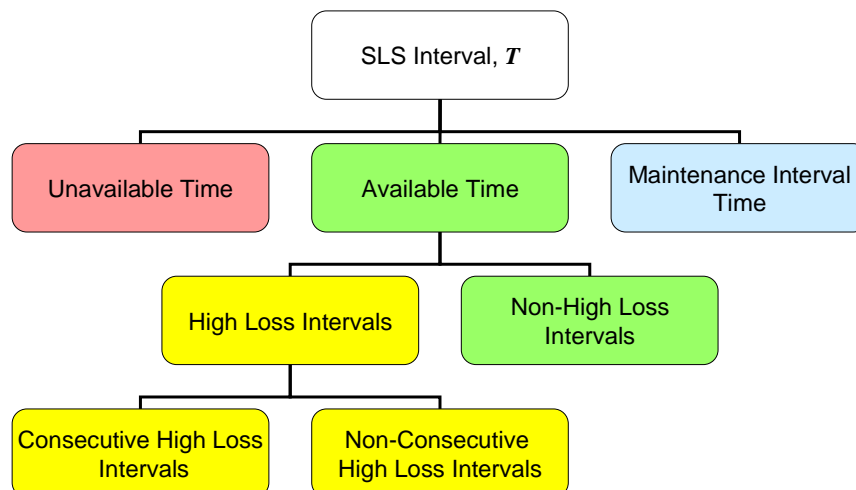 SLS Interval, T
Unavailable Time
Available Time
Maintenance Interval
Time
High Loss Intervals
Non-High Loss
Intervals
Consecutive High Loss
Intervals
Non-Consecutive
High Loss Intervals